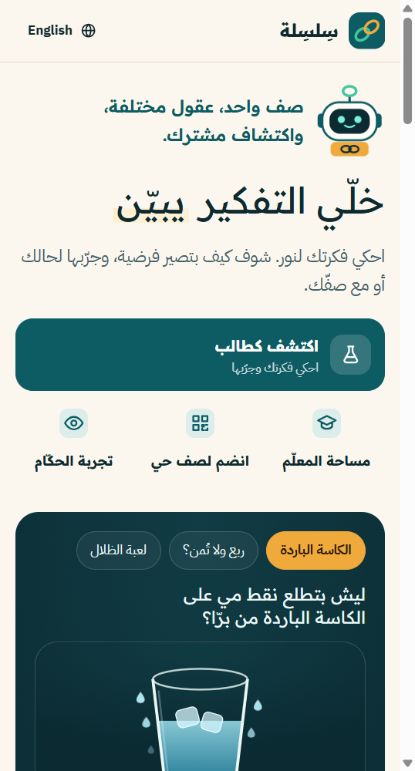 سِلسِلة
English
صف واحد، عقول مختلفة،
واكتشاف مشترك.
خلّي التفكير يبيّن
احكي فكرتك لنور. شوف كيف بتصير فرضية، وجرّبها لحالك
أو مع صفّك.
اكتشف كطالب
احكي فكرتك وجرّبها
مساحة المعلّم
انضم لصف حي
تجربة الحكّام
الكاسة الباردة
ربع ولا تُمن؟
لعبة الظلال
ليش بتطلع نقط مي على
الكاسة الباردة من برّا؟